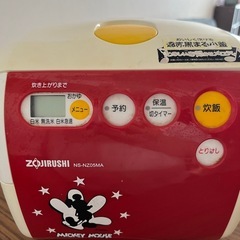 炊き上がりまで
おかゆ
メニュー
白米 無洗米 白米急速
予約
保温
切タイマー
炊飯
とりけし
ZOJIRUSHI
NS-NZ05MA
MICKEY MOUSE